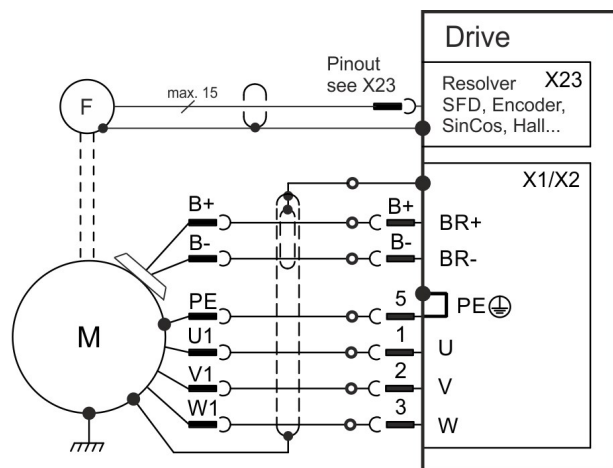 Drive
Pinout
see X23
X23
Resolver
SFD, Encoder,
SinCos, Hall...
max. 15
F
X1/X2
B+
B+
BR+
B-
B-
BR-
PE
5
PE
M
U1
1
U
V1
2
V
W1
3
W